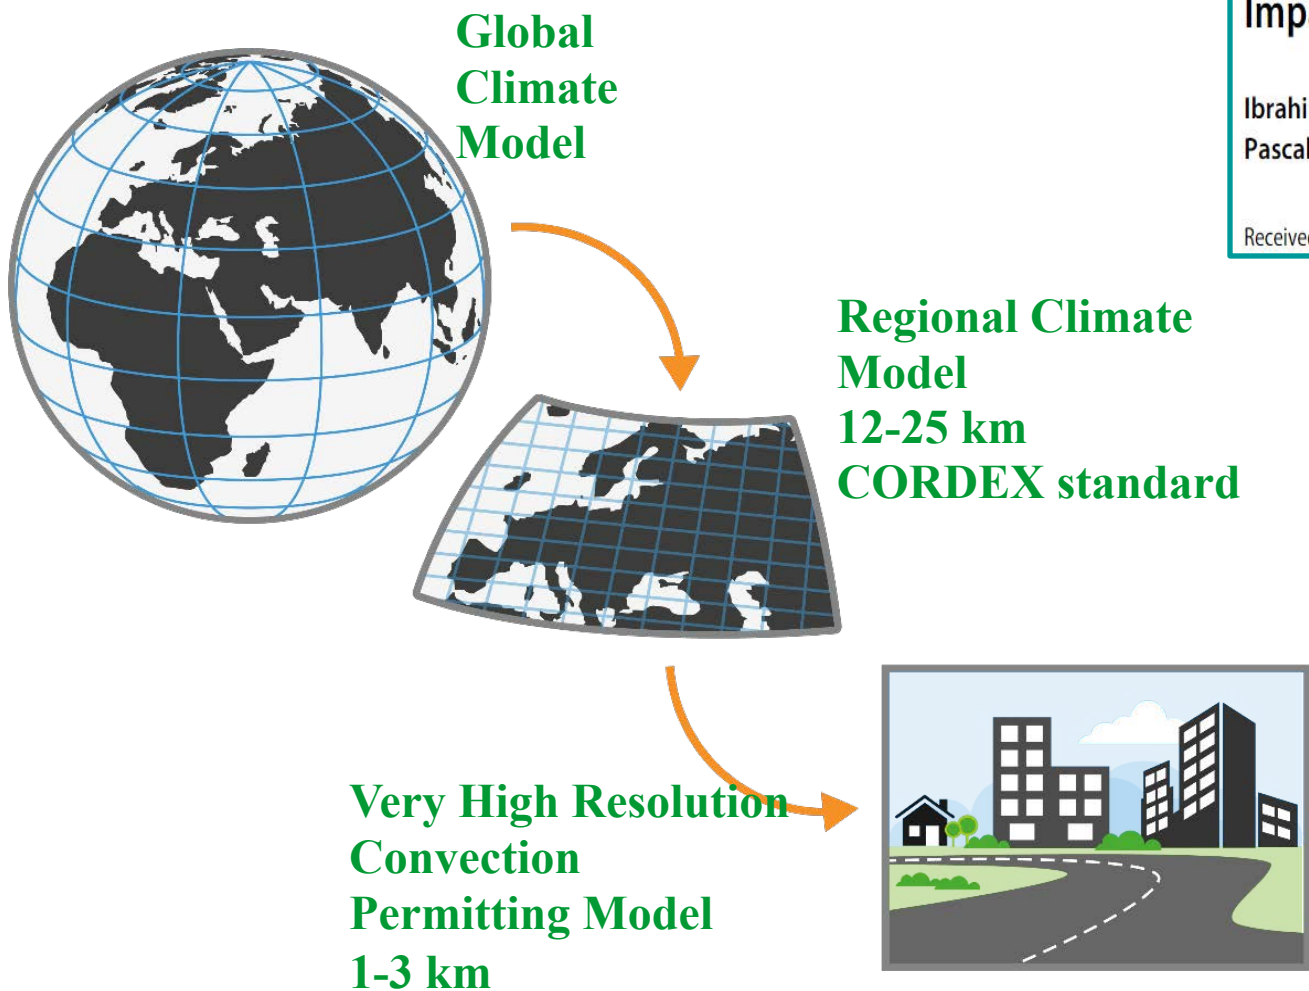 Global
Climate
Model
Regional Climate
Model
12-25 km
CORDEX standard
Very High Resolution
Convection
Permitting Model
1-3 km